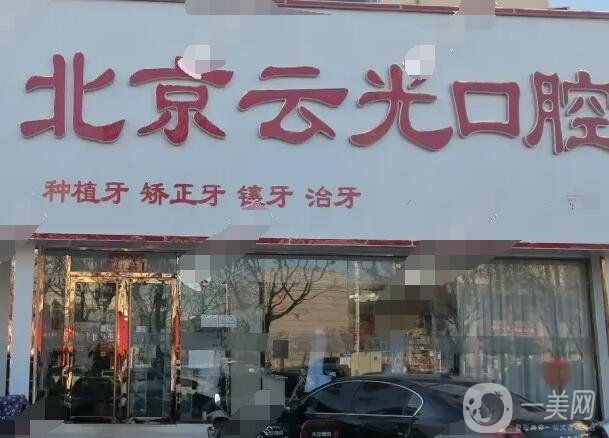 北京云光口腔
种植牙 矫正牙 镶牙 治牙
一美网